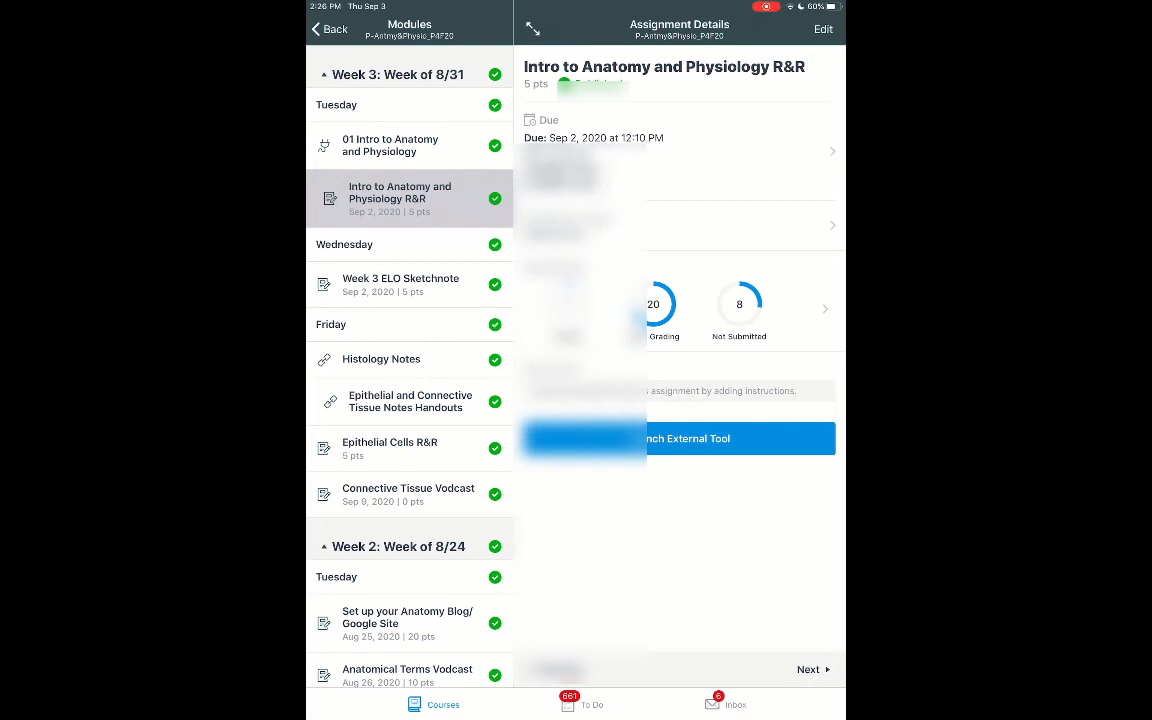 2:26 PM Thu Sep 3
60%
Back
Modules
P-Antmy&Physio_P4F20
Assignment Details
P-Antmy&Physio_P4F20
Edit
Week 3: Week of 8/31
Tuesday
01 Intro to Anatomy
and Physiology
Intro to Anatomy and
Physiology R&R
Sep 2, 2020 | 5 pts
Wednesday
Week 3 ELO Sketchnote
Sep 2, 2020 | 5 pts
Friday
Histology Notes
Epithelial and Connective
Tissue Notes Handouts
Epithelial Cells R&R
5 pts
Connective Tissue Vodcast
Sep 9, 2020 | 0 pts
Week 2: Week of 8/24
Tuesday
Set up your Anatomy Blog/
Google Site
Aug 25, 2020 | 20 pts
Anatomical Terms Vodcast
Aug 26, 2020 | 10 pts
Intro to Anatomy and Physiology R&R
5 pts
Due
Due: Sep 2, 2020 at 12:10 PM
20
8
Grading
Not Submitted
assignment by adding instructions.
External Tool
Next
Courses
661
To Do
6
Inbox